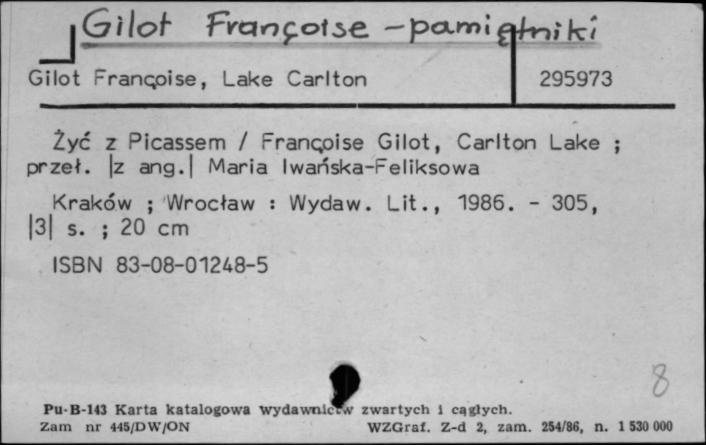 Gilot Françoise - pamiętniki
Gilot Françoise, Lake Carlton 295973
Żyć z Picassem / Françoise Gilot, Carlton Lake ;
przeł. |z ang.| Maria Iwańska-Feliksowa
Kraków ; Wrocław : Wydaw. Lit., 1986. - 305,
|3| s. ; 20 cm
ISBN 83-08-01248-5
8
Pu-B-143 Karta katalogowa wydawnictw zwartych i ciągłych.
Zam nr 445/DW/ON WZGraf. Z-d 2, zam. 254/86, n. 1 530 000